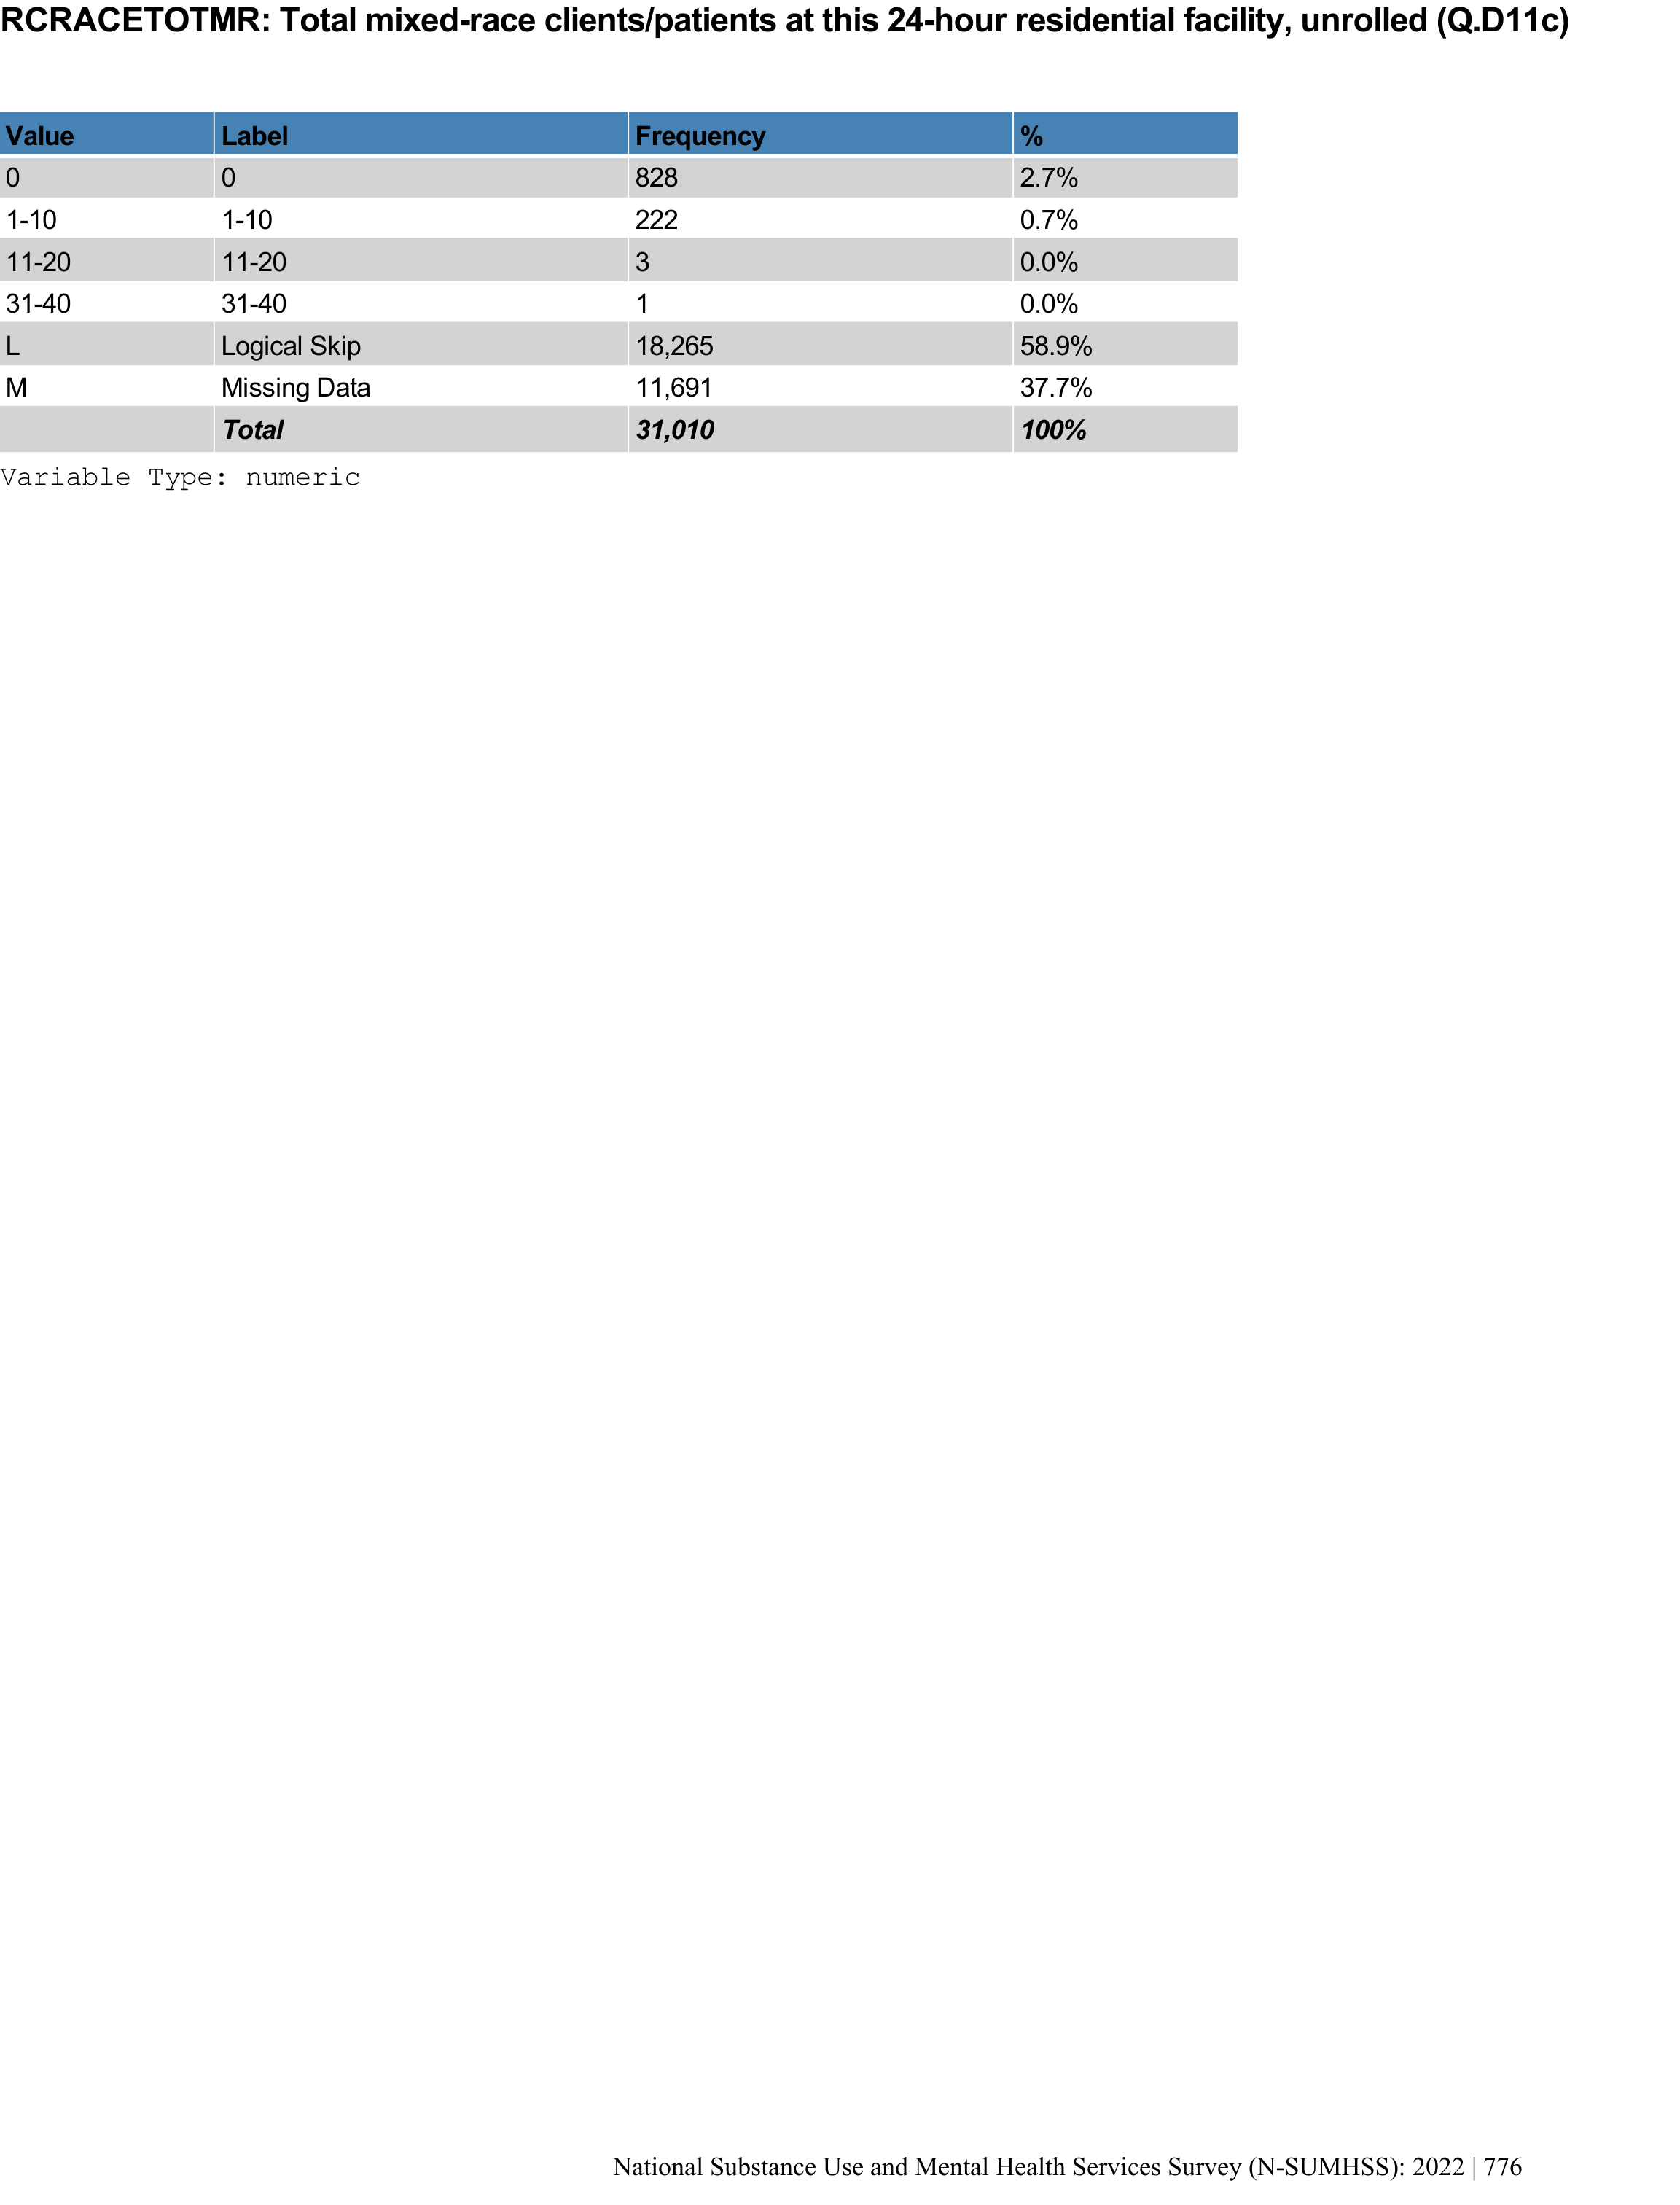 RCRACETOTMR: Total mixed-race clients/patients at this 24-hour residential facility, unrolled (Q.D11c)
Value Label Frequency %
0 0 828 2.7%
1-10 1-10 222 0.7%
11-20 11-20 3 0.0%
31-40 31-40 1 0.0%
L Logical Skip 18,265 58.9%
M Missing Data 11,691 37.7%
Total 31,010 100%
Variable Type: numeric
National Substance Use and Mental Health Services Survey (N-SUMHSS): 2022 | 776